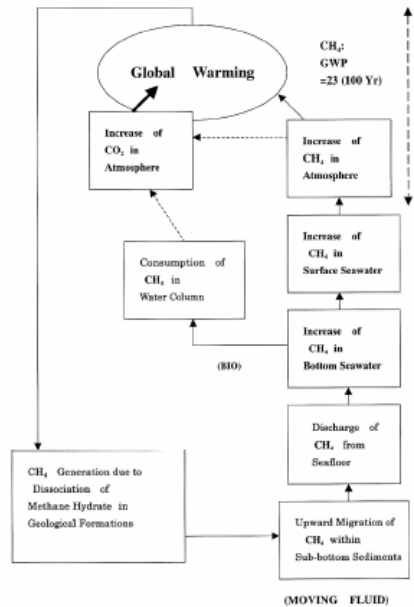 CH₄:
GWP
=23 (100 Yr)
Global Warming
Increase of
CO₂ in
Atmosphere
Increase of
CH₄ in
Atmosphere
Increase of
CH₄ in
Surface Seawater
Consumption of
CH₄ in
Water Column
Increase of
CH₄ in
Bottom Seawater
(BIO)
Discharge of
CH₄ from
Seafloor
CH₄ Generation due to
Dissociation of
Methane Hydrate in
Geological Formations
Upward Migration of
CH₄ within
Sub-bottom Sediments
(MOVING FLUID)